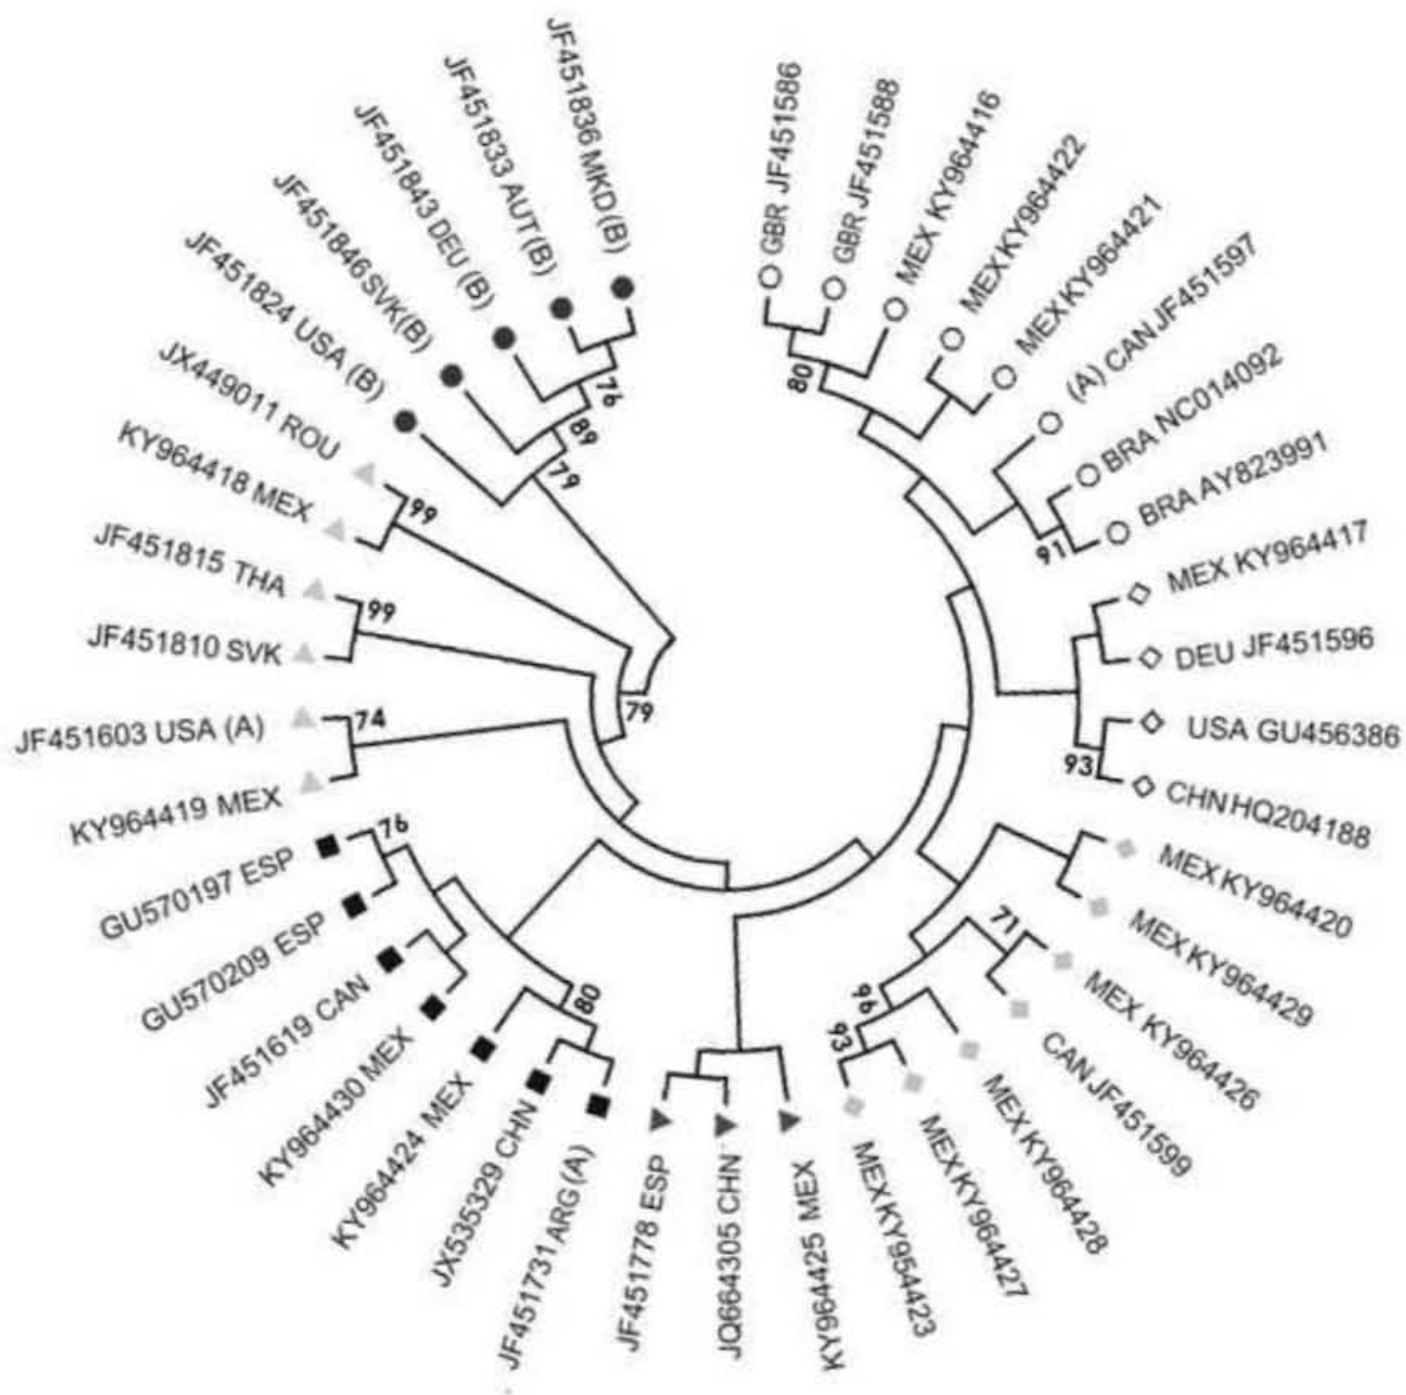 JF451836 MKD (B)
JF451833 AUT (B)
JF451843 DEU (B)
JF451846 SVK(B)
JF451824 USA (B)
JX449011 ROU
KY964418 MEX
JF451815 THA
JF451810 SVK
JF451603 USA (A)
KY964419 MEX
GU570197 ESP
GU570209 ESP
JF451619 CAN
KY964430 MEX
KY964424 MEX
JX535329 CHN
JF451731 ARG (A)
JF451778 ESP
JQ664305 CHN
KY964425 MEX
MEX KY954423
MEX KY964427
MEX KY964428
CAN JF451599
MEX KY964426
MEX KY964429
MEX KY964420
CHN HQ204188
USA GU456386
DEU JF451596
MEX KY964417
BRA AY823991
BRA NC014092
(A) CAN JF451597
MEX KY964421
MEX KY964422
MEX KY964416
GBR JF451588
GBR JF451586
76
89
79
99
99
74
79
76
80
93
96
71
93
91
80